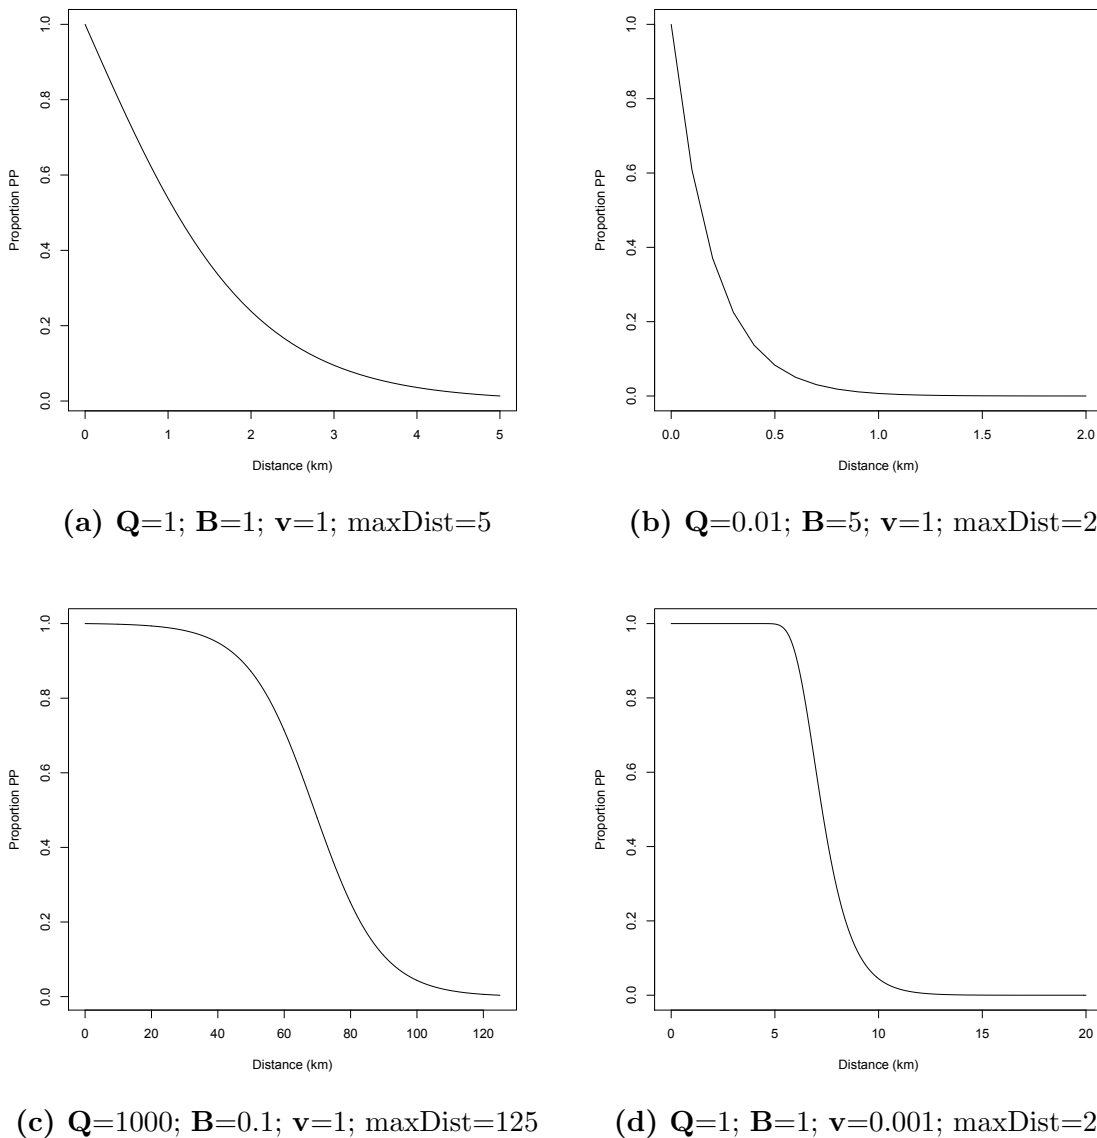 1.0
0.8
0.6
0.4
0.2
0.0
Proportion PP
0 1 2 3 4 5
Distance (km)
(a) Q=1; B=1; v=1; maxDist=5
1.0
0.8
0.6
0.4
0.2
0.0
Proportion PP
0.0 0.5 1.0 1.5 2.0
Distance (km)
(b) Q=0.01; B=5; v=1; maxDist=2
1.0
0.8
0.6
0.4
0.2
0.0
Proportion PP
0 20 40 60 80 100 120
Distance (km)
(c) Q=1000; B=0.1; v=1; maxDist=125
1.0
0.8
0.6
0.4
0.2
0.0
Proportion PP
0 5 10 15 20
Distance (km)
(d) Q=1; B=1; v=0.001; maxDist=2